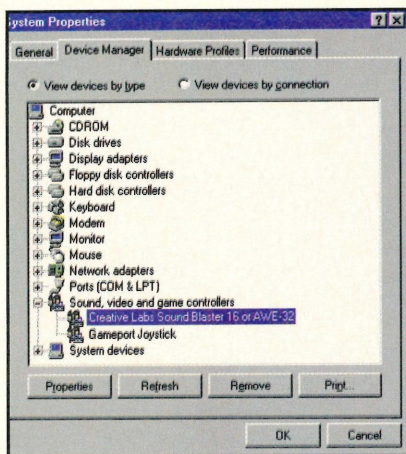 System Properties
General Device Manager Hardware Profiles Performance
View devices by type View devices by connection
Computer
CDROM
Disk drives
Display adapters
Floppy disk controllers
Hard disk controllers
Keyboard
Modem
Monitor
Mouse
Network adapters
Ports (COM & LPT)
Sound, video and game controllers
Creative Labs Sound Blaster 16 or AWE-32
Gameport Joystick
System devices
Properties Refresh Remove Print...
OK Cancel